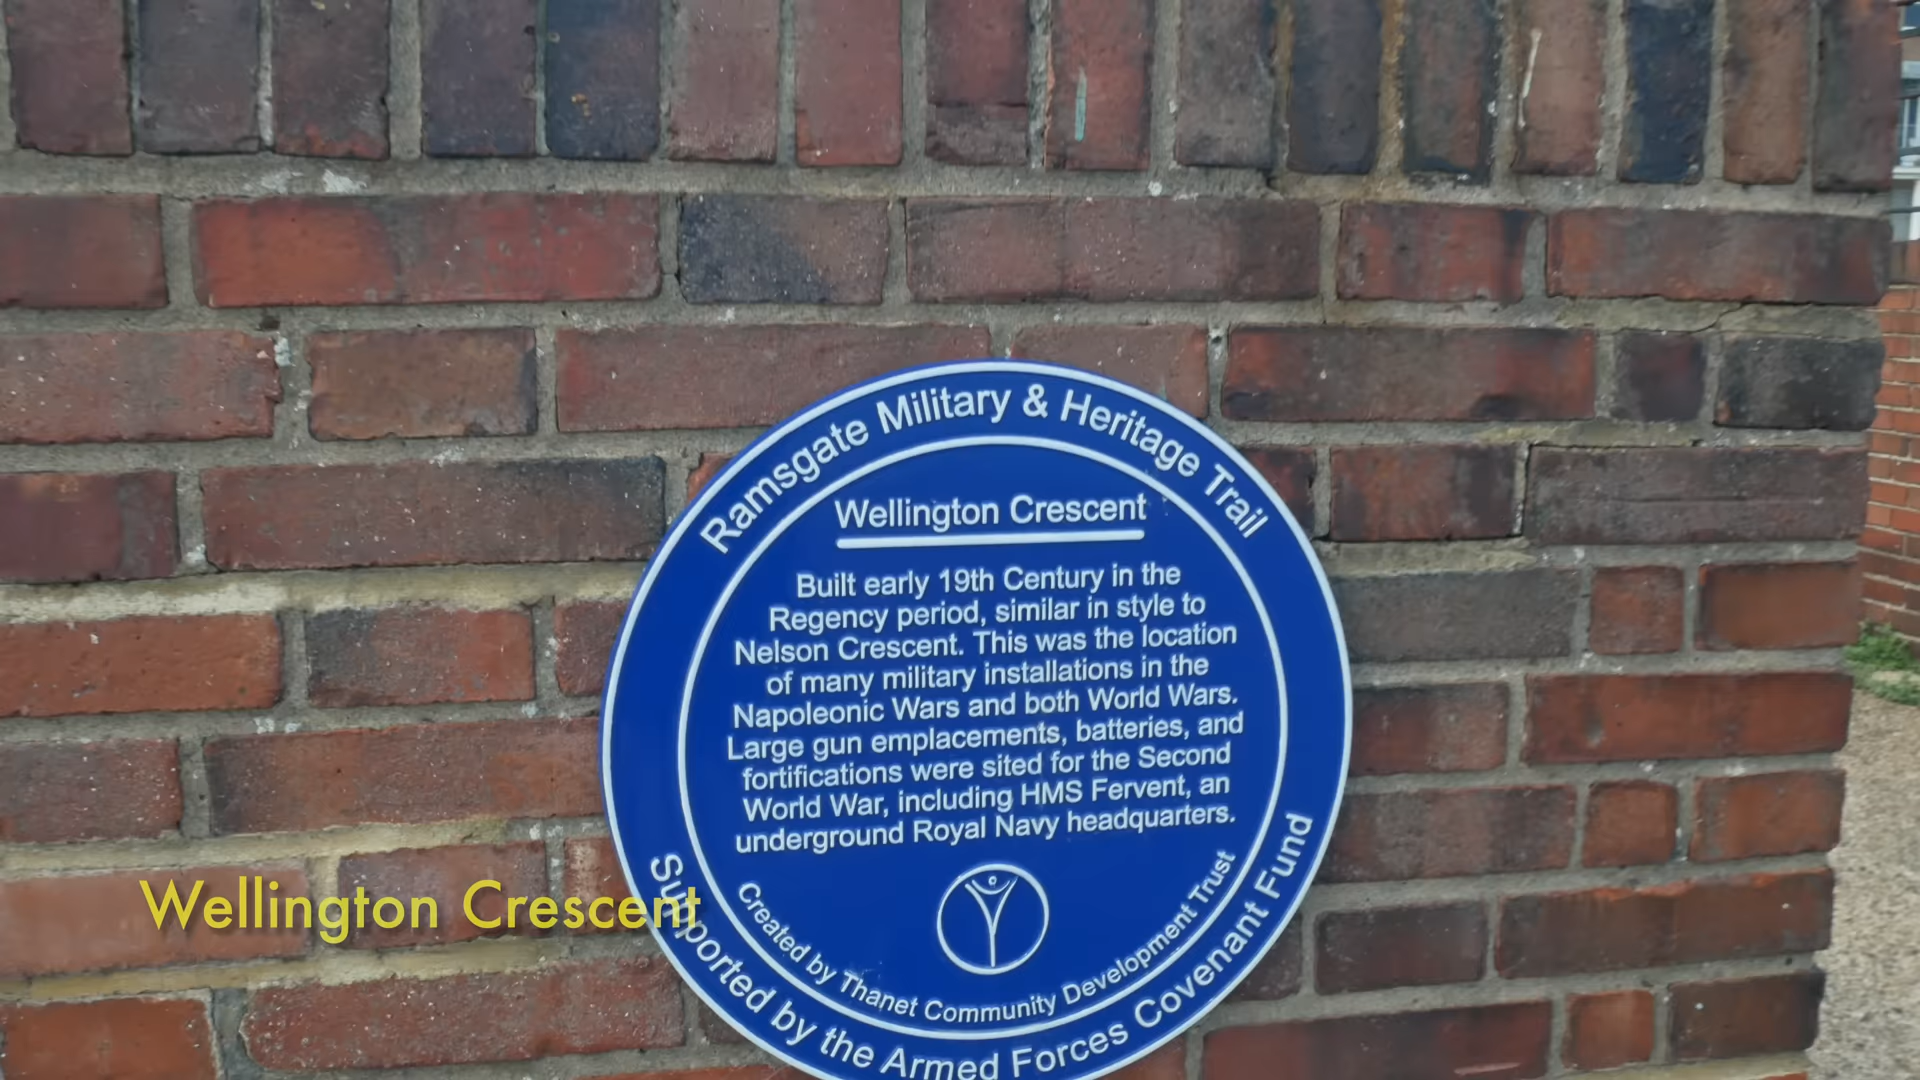 Ramsgate Military & Heritage Trail
Wellington Crescent
Built early 19th Century in the
Regency period, similar in style to
Nelson Crescent. This was the location
of many military installations in the
Napoleonic Wars and both World Wars.
Large gun emplacements, batteries, and
fortifications were sited for the Second
World War, including HMS Fervent, an
underground Royal Navy headquarters.
Created by Thanet Community Development Trust
Supported by the Armed Forces Covenant Fund
Wellington Crescent